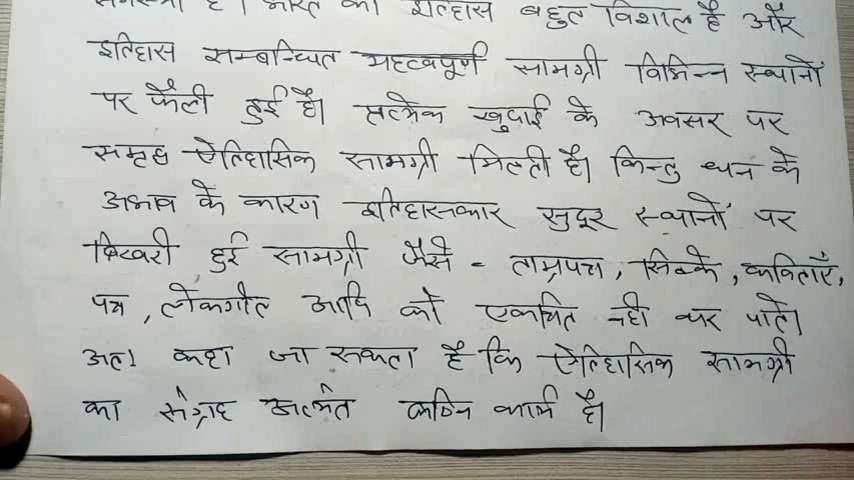 समस्या है। भारत का इतिहास बहुत विशाल है और
इतिहास सम्बन्धित महत्वपूर्ण सामग्री विभिन्न स्थानों
पर फैली हुई है। प्रत्येक खुदाई के अवसर पर
समृद्ध ऐतिहासिक सामग्री मिलती है। किन्तु धन के
अभाव के कारण इतिहासकार सुदूर स्थानों पर
बिखरी हुई सामग्री जैसे - ताम्रपत्र, सिक्के, कविताएँ,
पत्र, लोकगीत आदि को एकत्रित नही कर पाते।
अतः कहा जा सकता है कि ऐतिहासिक सामग्री
का संग्रह अत्यंत कठिन कार्य है।